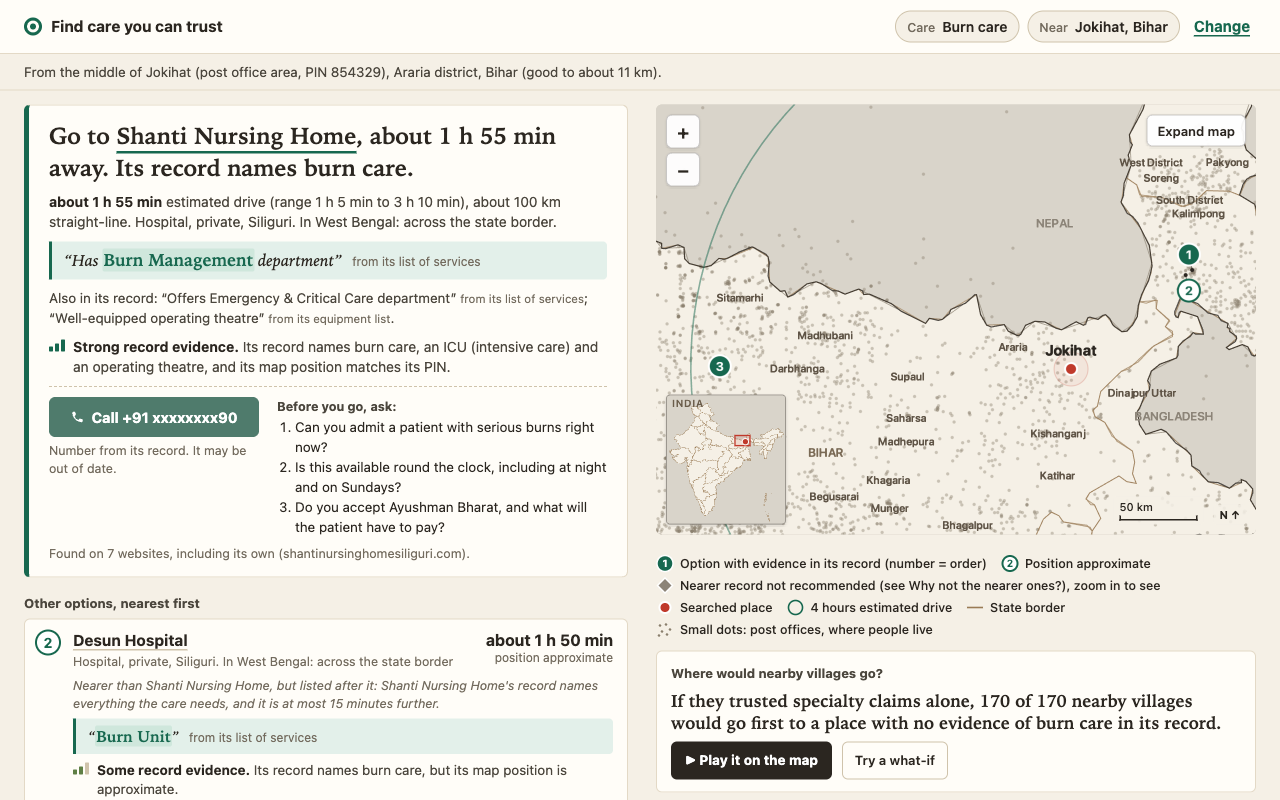 Find care you can trust
Care Burn care
Near Jokihat, Bihar
Change
From the middle of Jokihat (post office area, PIN 854329), Araria district, Bihar (good to about 11 km).
Go to Shanti Nursing Home, about 1 h 55 min
away. Its record names burn care.
about 1 h 55 min estimated drive (range 1 h 5 min to 3 h 10 min), about 100 km
straight-line. Hospital, private, Siliguri. In West Bengal: across the state border.
“Has Burn Management department” from its list of services
Also in its record: “Offers Emergency & Critical Care department” from its list of services;
“Well-equipped operating theatre” from its equipment list.
Strong record evidence. Its record names burn care, an ICU (intensive care) and
an operating theatre, and its map position matches its PIN.
Call +91 xxxxxxxx90
Number from its record. It may be
out of date.
Before you go, ask:
1. Can you admit a patient with serious burns right
now?
2. Is this available round the clock, including at night
and on Sundays?
3. Do you accept Ayushman Bharat, and what will
the patient have to pay?
Found on 7 websites, including its own (shantinursinghomesiliguri.com).
Other options, nearest first
2
Desun Hospital
about 1 h 50 min
Hospital, private, Siliguri. In West Bengal: across the state border
position approximate
Nearer than Shanti Nursing Home, but listed after it: Shanti Nursing Home's record names
everything the care needs, and it is at most 15 minutes further.
“Burn Unit” from its list of services
Some record evidence. Its record names burn care, but its map position is
approximate.
+
−
Expand map
West District
Pakyong
Soreng
South District
Kalimpong
NEPAL
1
2
Sitamarhi
Madhubani
Araria
Jokihat
3
Darbhanga
Supaul
Dinajpur Uttar
INDIA
Saharsa
BANGLADESH
Kishanganj
Madhepura
BIHAR
Katihar
Khagaria
Begusarai
Munger
50 km
N ↑
Bhagalpur
1 Option with evidence in its record (number = order)
2 Position approximate
Nearer record not recommended (see Why not the nearer ones?), zoom in to see
Searched place
4 hours estimated drive
State border
Small dots: post offices, where people live
Where would nearby villages go?
If they trusted specialty claims alone, 170 of 170 nearby villages
would go first to a place with no evidence of burn care in its record.
Play it on the map
Try a what-if